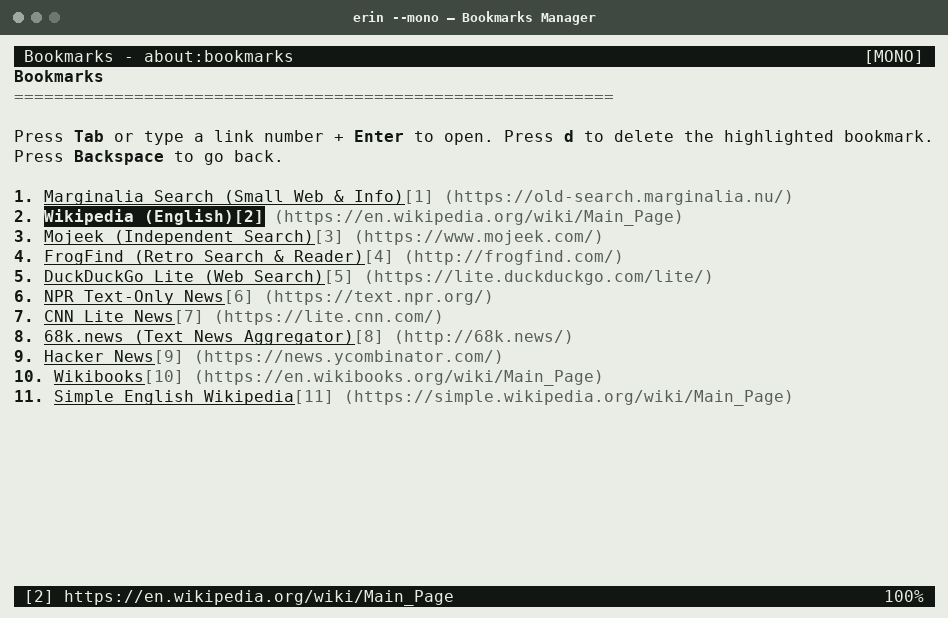 erin --mono — Bookmarks Manager
Bookmarks - about:bookmarks [MONO]
Bookmarks
============================================================
Press Tab or type a link number + Enter to open. Press d to delete the highlighted bookmark.
Press Backspace to go back.
1. Marginalia Search (Small Web & Info)[1] (https://old-search.marginalia.nu/)
2. Wikipedia (English)[2] (https://en.wikipedia.org/wiki/Main_Page)
3. Mojeek (Independent Search)[3] (https://www.mojeek.com/)
4. FrogFind (Retro Search & Reader)[4] (http://frogfind.com/)
5. DuckDuckGo Lite (Web Search)[5] (https://lite.duckduckgo.com/lite/)
6. NPR Text-Only News[6] (https://text.npr.org/)
7. CNN Lite News[7] (https://lite.cnn.com/)
8. 68k.news (Text News Aggregator)[8] (http://68k.news/)
9. Hacker News[9] (https://news.ycombinator.com/)
10. Wikibooks[10] (https://en.wikibooks.org/wiki/Main_Page)
11. Simple English Wikipedia[11] (https://simple.wikipedia.org/wiki/Main_Page)
[2] https://en.wikipedia.org/wiki/Main_Page 100%